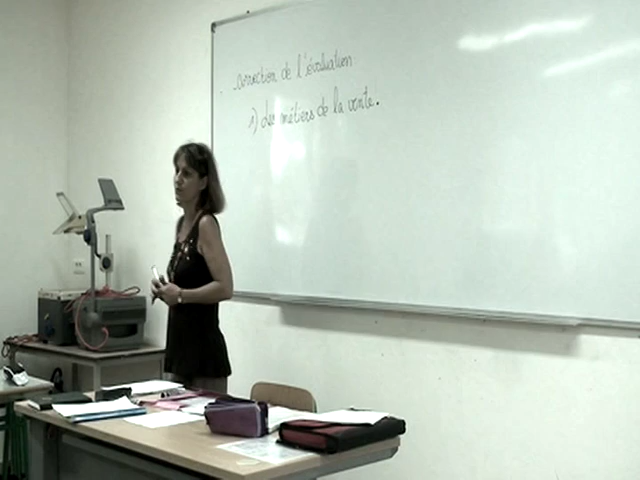 - correction de l'évaluation
1) Les métiers de la vente.